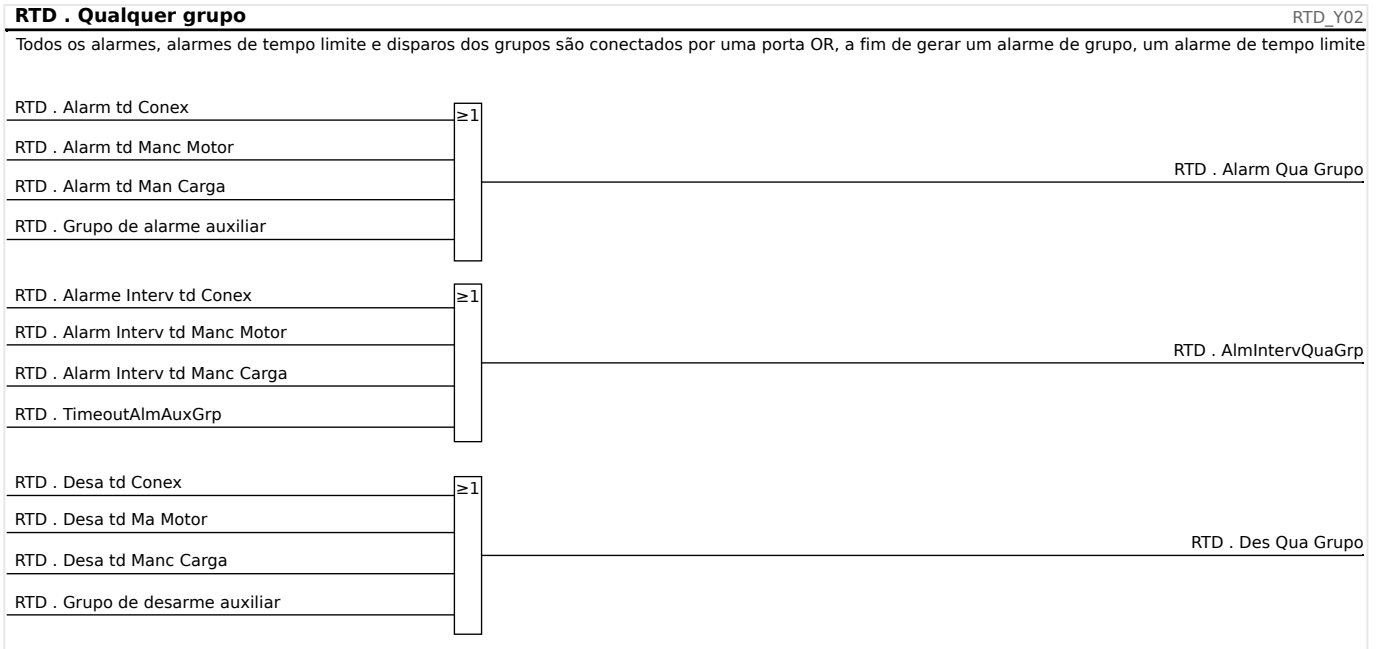 RTD . Qualquer grupo
RTD_Y02
Todos os alarmes, alarmes de tempo limite e disparos dos grupos são conectados por uma porta OR, a fim de gerar um alarme de grupo, um alarme de tempo limite
RTD . Alarm td Conex
≥1
RTD . Alarm td Manc Motor
RTD . Alarm Qua Grupo
RTD . Alarm td Man Carga
RTD . Grupo de alarme auxiliar
RTD . Alarme Interv td Conex
≥1
RTD . Alarm Interv td Manc Motor
RTD . AlmIntervQuaGrp
RTD . Alarm Interv td Manc Carga
RTD . TimeoutAlmAuxGrp
RTD . Desa td Conex
≥1
RTD . Desa td Ma Motor
RTD . Des Qua Grupo
RTD . Desa td Manc Carga
RTD . Grupo de desarme auxiliar